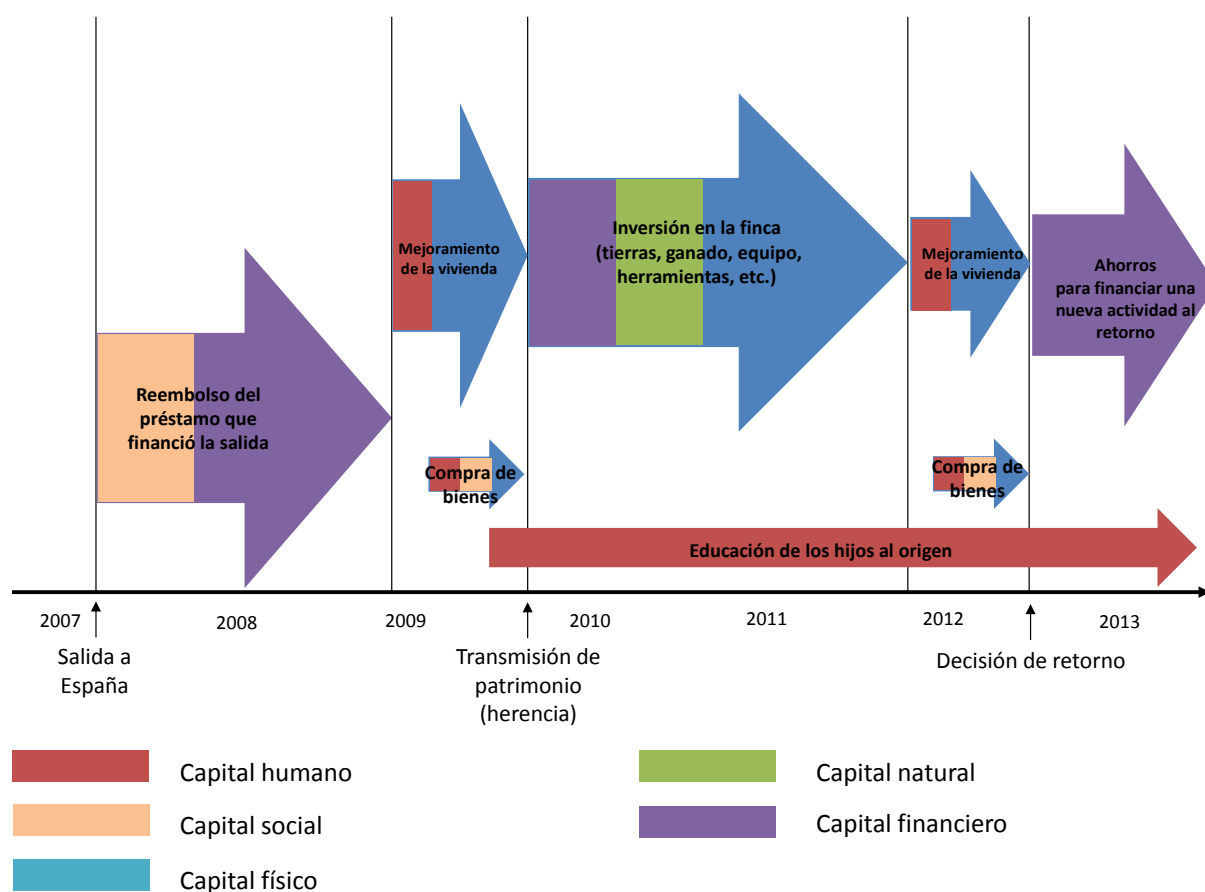 Mejoramiento
de la vivienda
Inversión en la finca
(tierras, ganado, equipo,
herramientas, etc.)
Mejoramiento
de la vivienda
Ahorros
para financiar una
nueva actividad al
retorno
Reembolso del
préstamo que
financió la salida
Compra de
bienes
Compra de
bienes
Educación de los hijos al origen
2007
2008
2009
2010
2011
2012
2013
Salida a
España
Transmisión de
patrimonio
(herencia)
Decisión de retorno
Capital humano
Capital natural
Capital social
Capital financiero
Capital físico